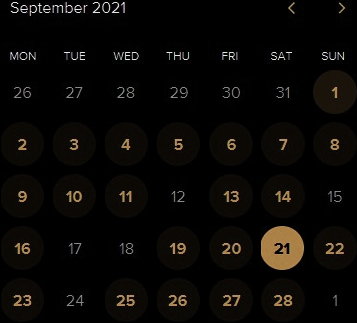 September 2021
MON TUE WED THU FRI SAT SUN
26 27 28 29 30 31 1
2 3 4 5 6 7 8
9 10 11 12 13 14 15
16 17 18 19 20 21 22
23 24 25 26 27 28 1